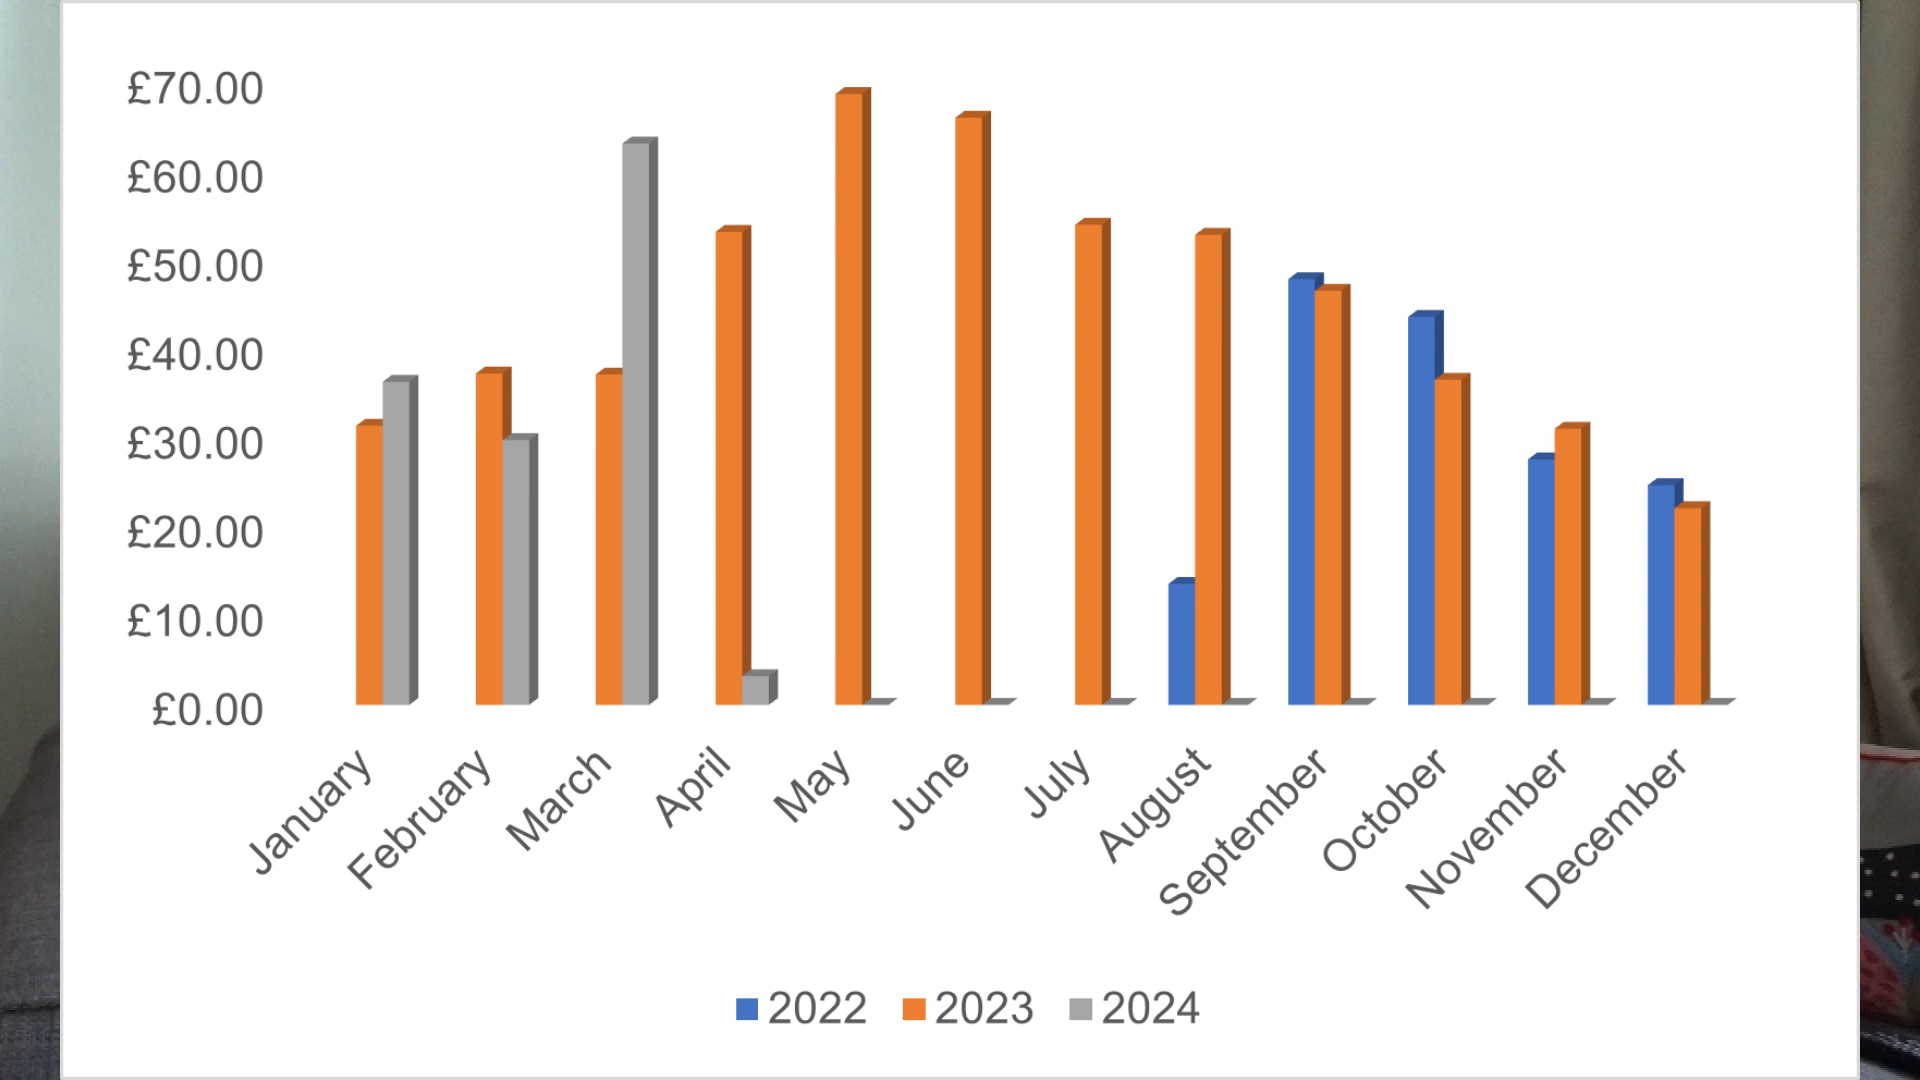 £70.00
£60.00
£50.00
£40.00
£30.00
£20.00
£10.00
£0.00
January
February
March
April
May
June
July
August
September
October
November
December
2022 2023 2024